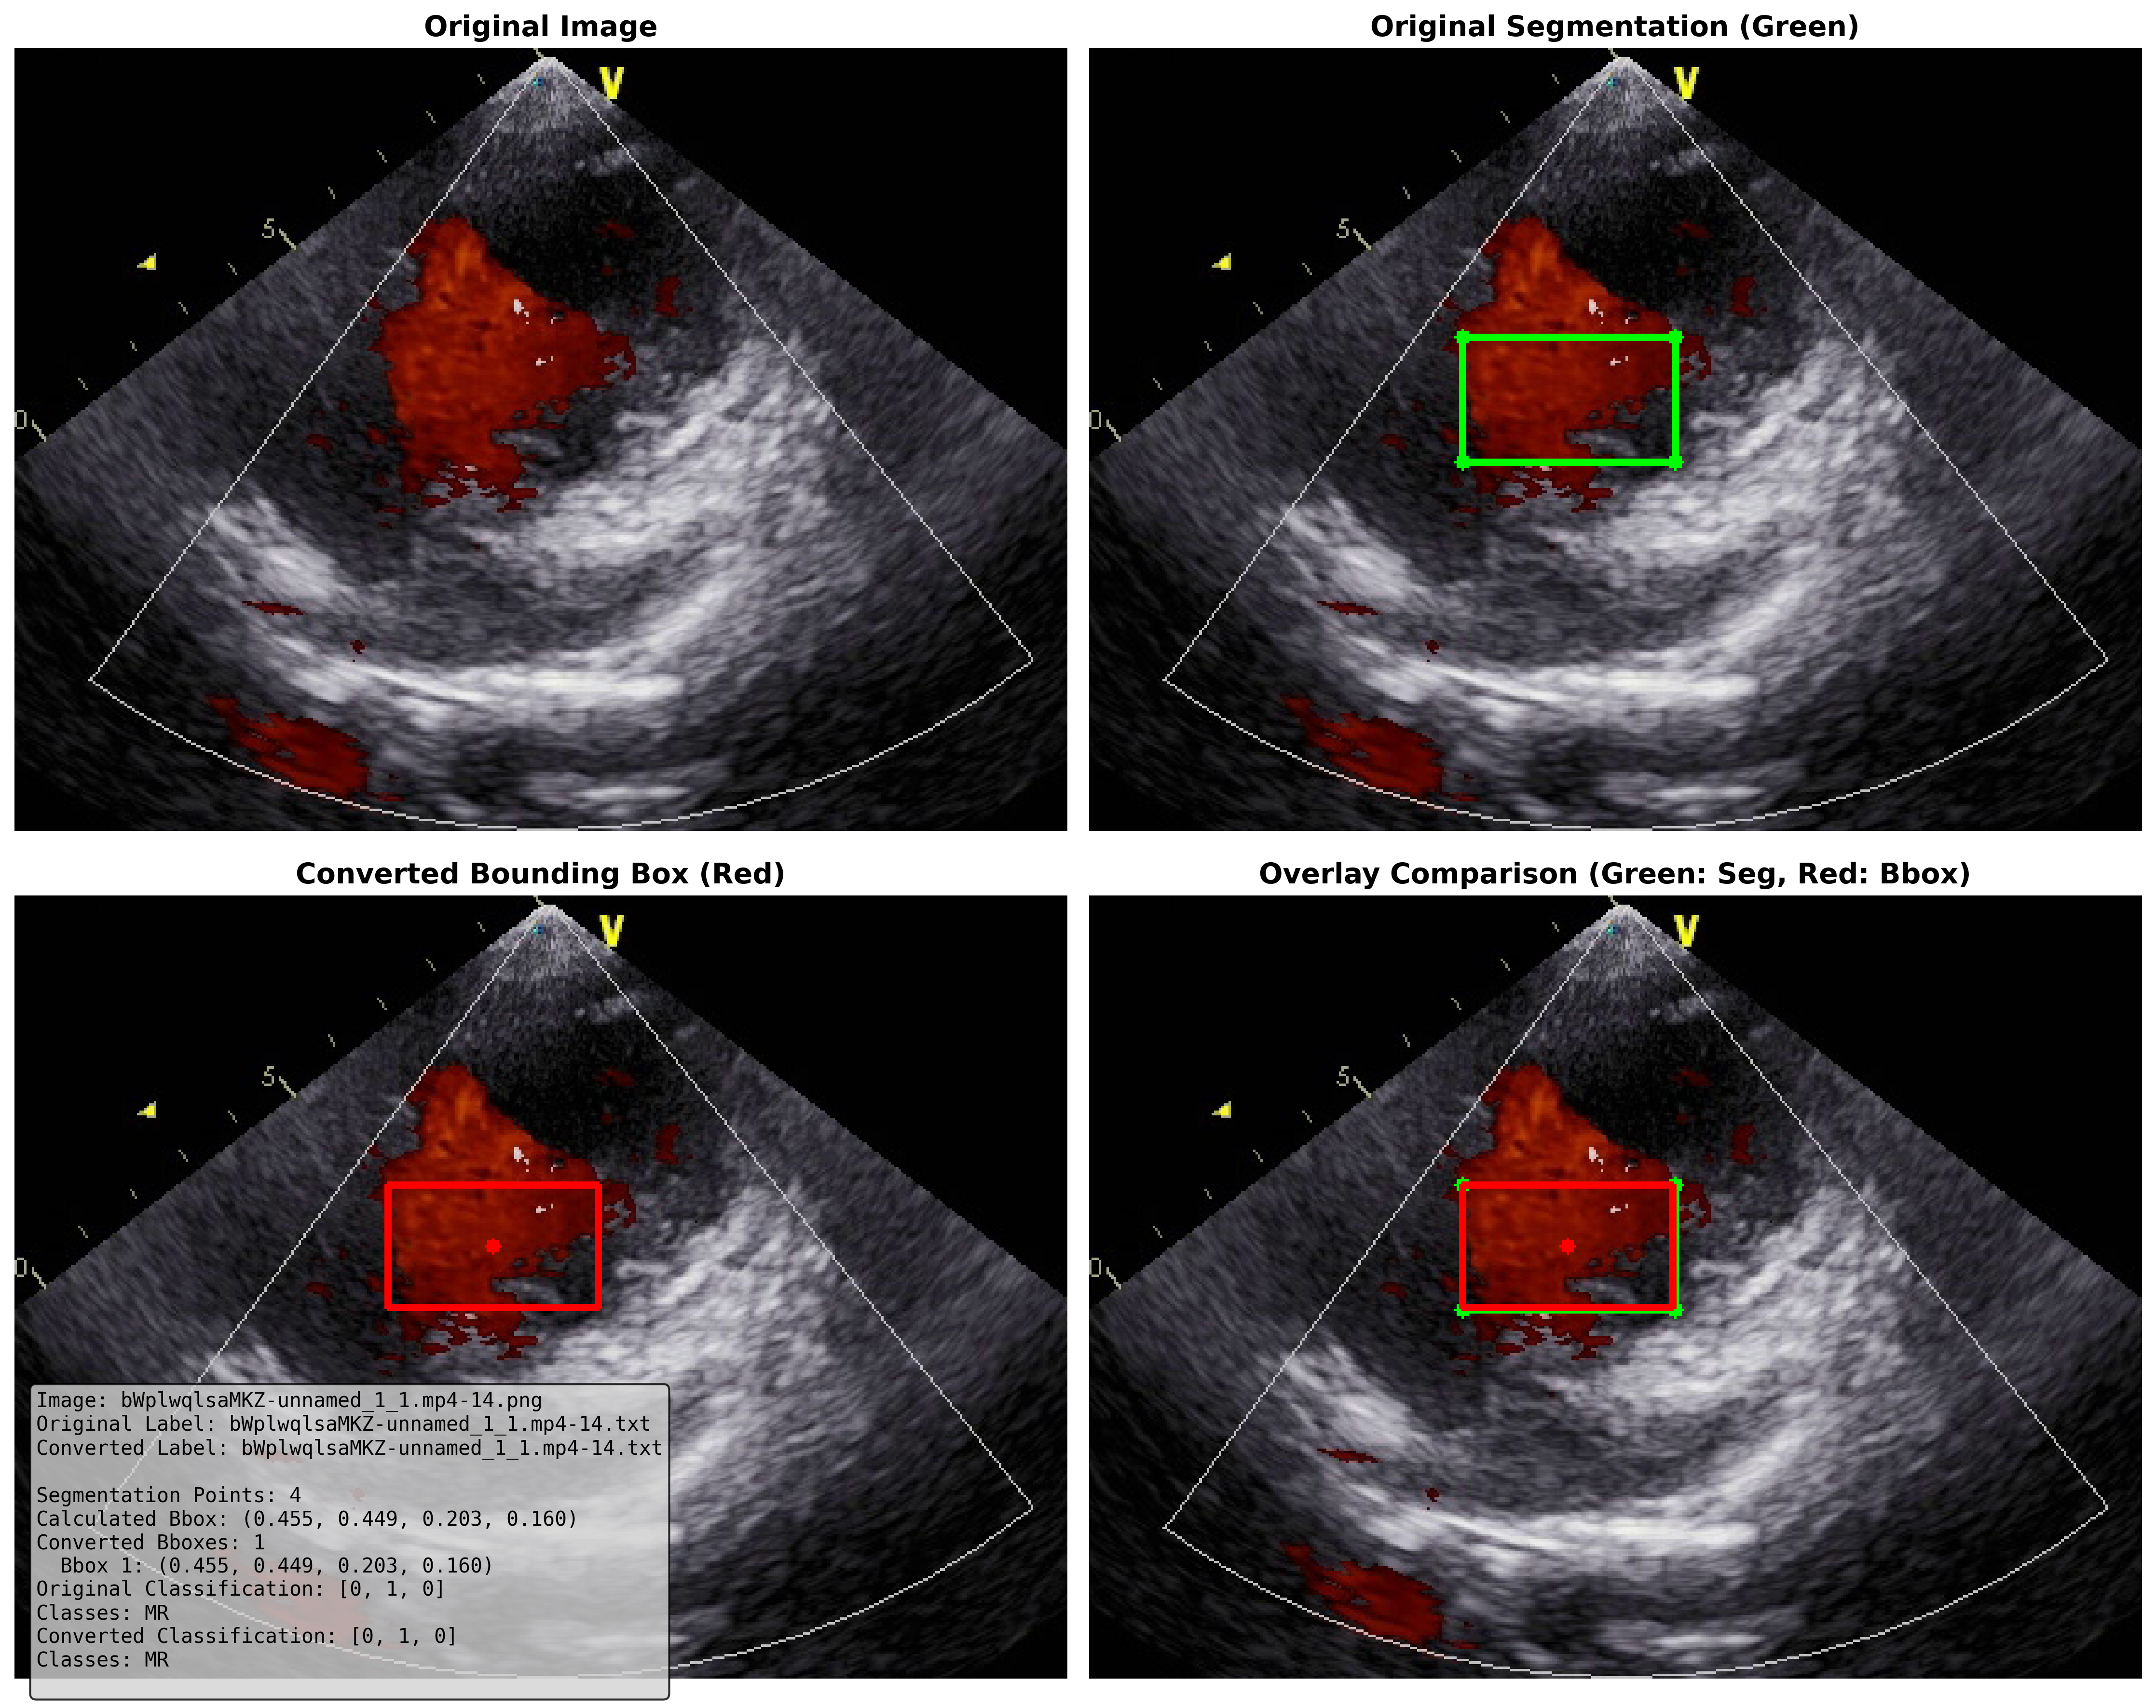 Original Image
Original Segmentation (Green)
V
5
0
V
5
0
Converted Bounding Box (Red)
Overlay Comparison (Green: Seg, Red: Bbox)
V
5
0
V
5
0
Image: bWplwqlsaMKZ-unnamed_1_1.mp4-14.png
Original Label: bWplwqlsaMKZ-unnamed_1_1.mp4-14.txt
Converted Label: bWplwqlsaMKZ-unnamed_1_1.mp4-14.txt
Segmentation Points: 4
Calculated Bbox: (0.455, 0.449, 0.203, 0.160)
Converted Bboxes: 1
Bbox 1: (0.455, 0.449, 0.203, 0.160)
Original Classification: [0, 1, 0]
Classes: MR
Converted Classification: [0, 1, 0]
Classes: MR